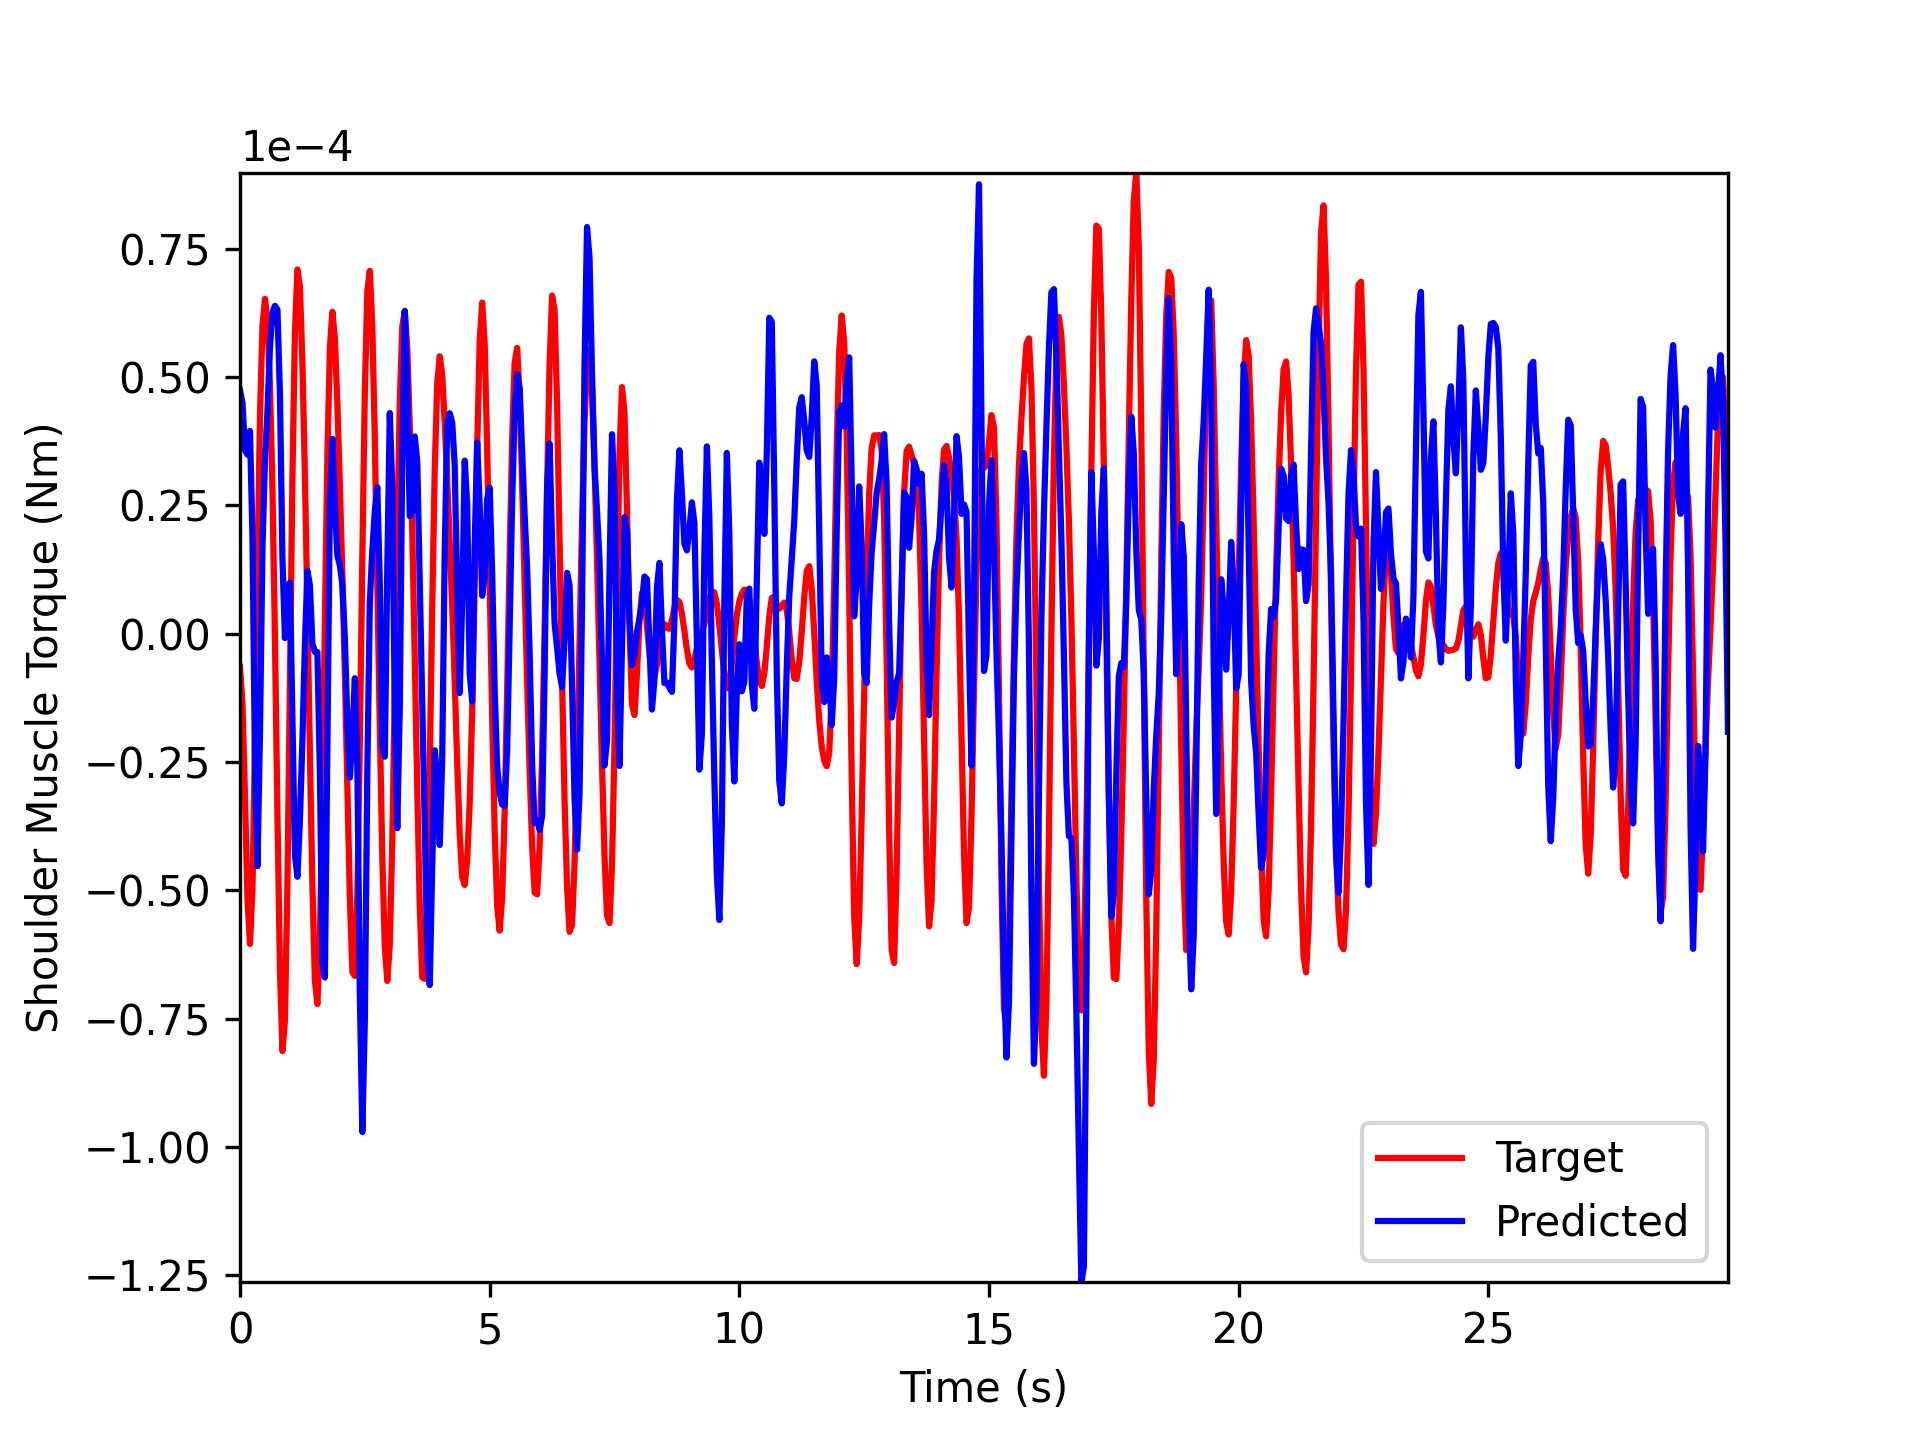 1e−4
0.75
0.50
0.25
0.00
−0.25
−0.50
−0.75
−1.00
−1.25
Shoulder Muscle Torque (Nm)
Target
Predicted
0 5 10 15 20 25
Time (s)